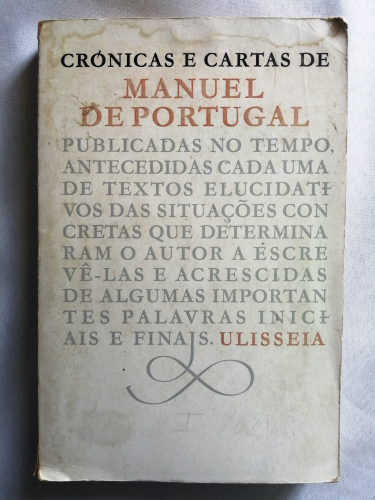 CRÓNICAS E CARTAS DE
MANUEL
DE PORTUGAL
PUBLICADAS NO TEMPO,
ANTECEDIDAS CADA UMA
DE TEXTOS ELUCIDATI
VOS DAS SITUAÇÕES CON
CRETAS QUE DETERMINA
RAM O AUTOR A ESCRE
VÊ-LAS E ACRESCIDAS
DE ALGUMAS IMPORTAN
TES PALAVRAS INICI
AIS E FINAIS. ULISSEIA